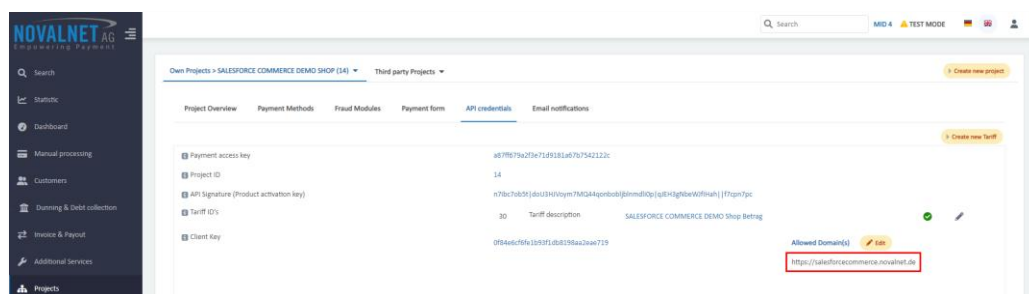 NOVALNET AG
Empowering Payment
Search
MID 4
TEST MODE
Search
Statistic
Dashboard
Manual processing
Customers
Dunning & Debt collection
Invoice & Payout
Additional Services
Projects
Own Projects > SALESFORCE COMMERCE DEMO SHOP (14)
Third party Projects
Create new project
Project Overview
Payment Methods
Fraud Modules
Payment form
API credentials
Email notifications
Create new Tariff
Payment access key
a87ff679a2f3e71d9181a67b7542122c
Project ID
14
API Signature (Product activation key)
Tariff ID's
30
Tariff description
SALESFORCE COMMERCE DEMO Shop Betrag
Client Key
0f84e6cf6fe1b93f1db8198aa2eae719
Allowed Domain(s)
Edit
https://salesforcecommerce.novalnet.de